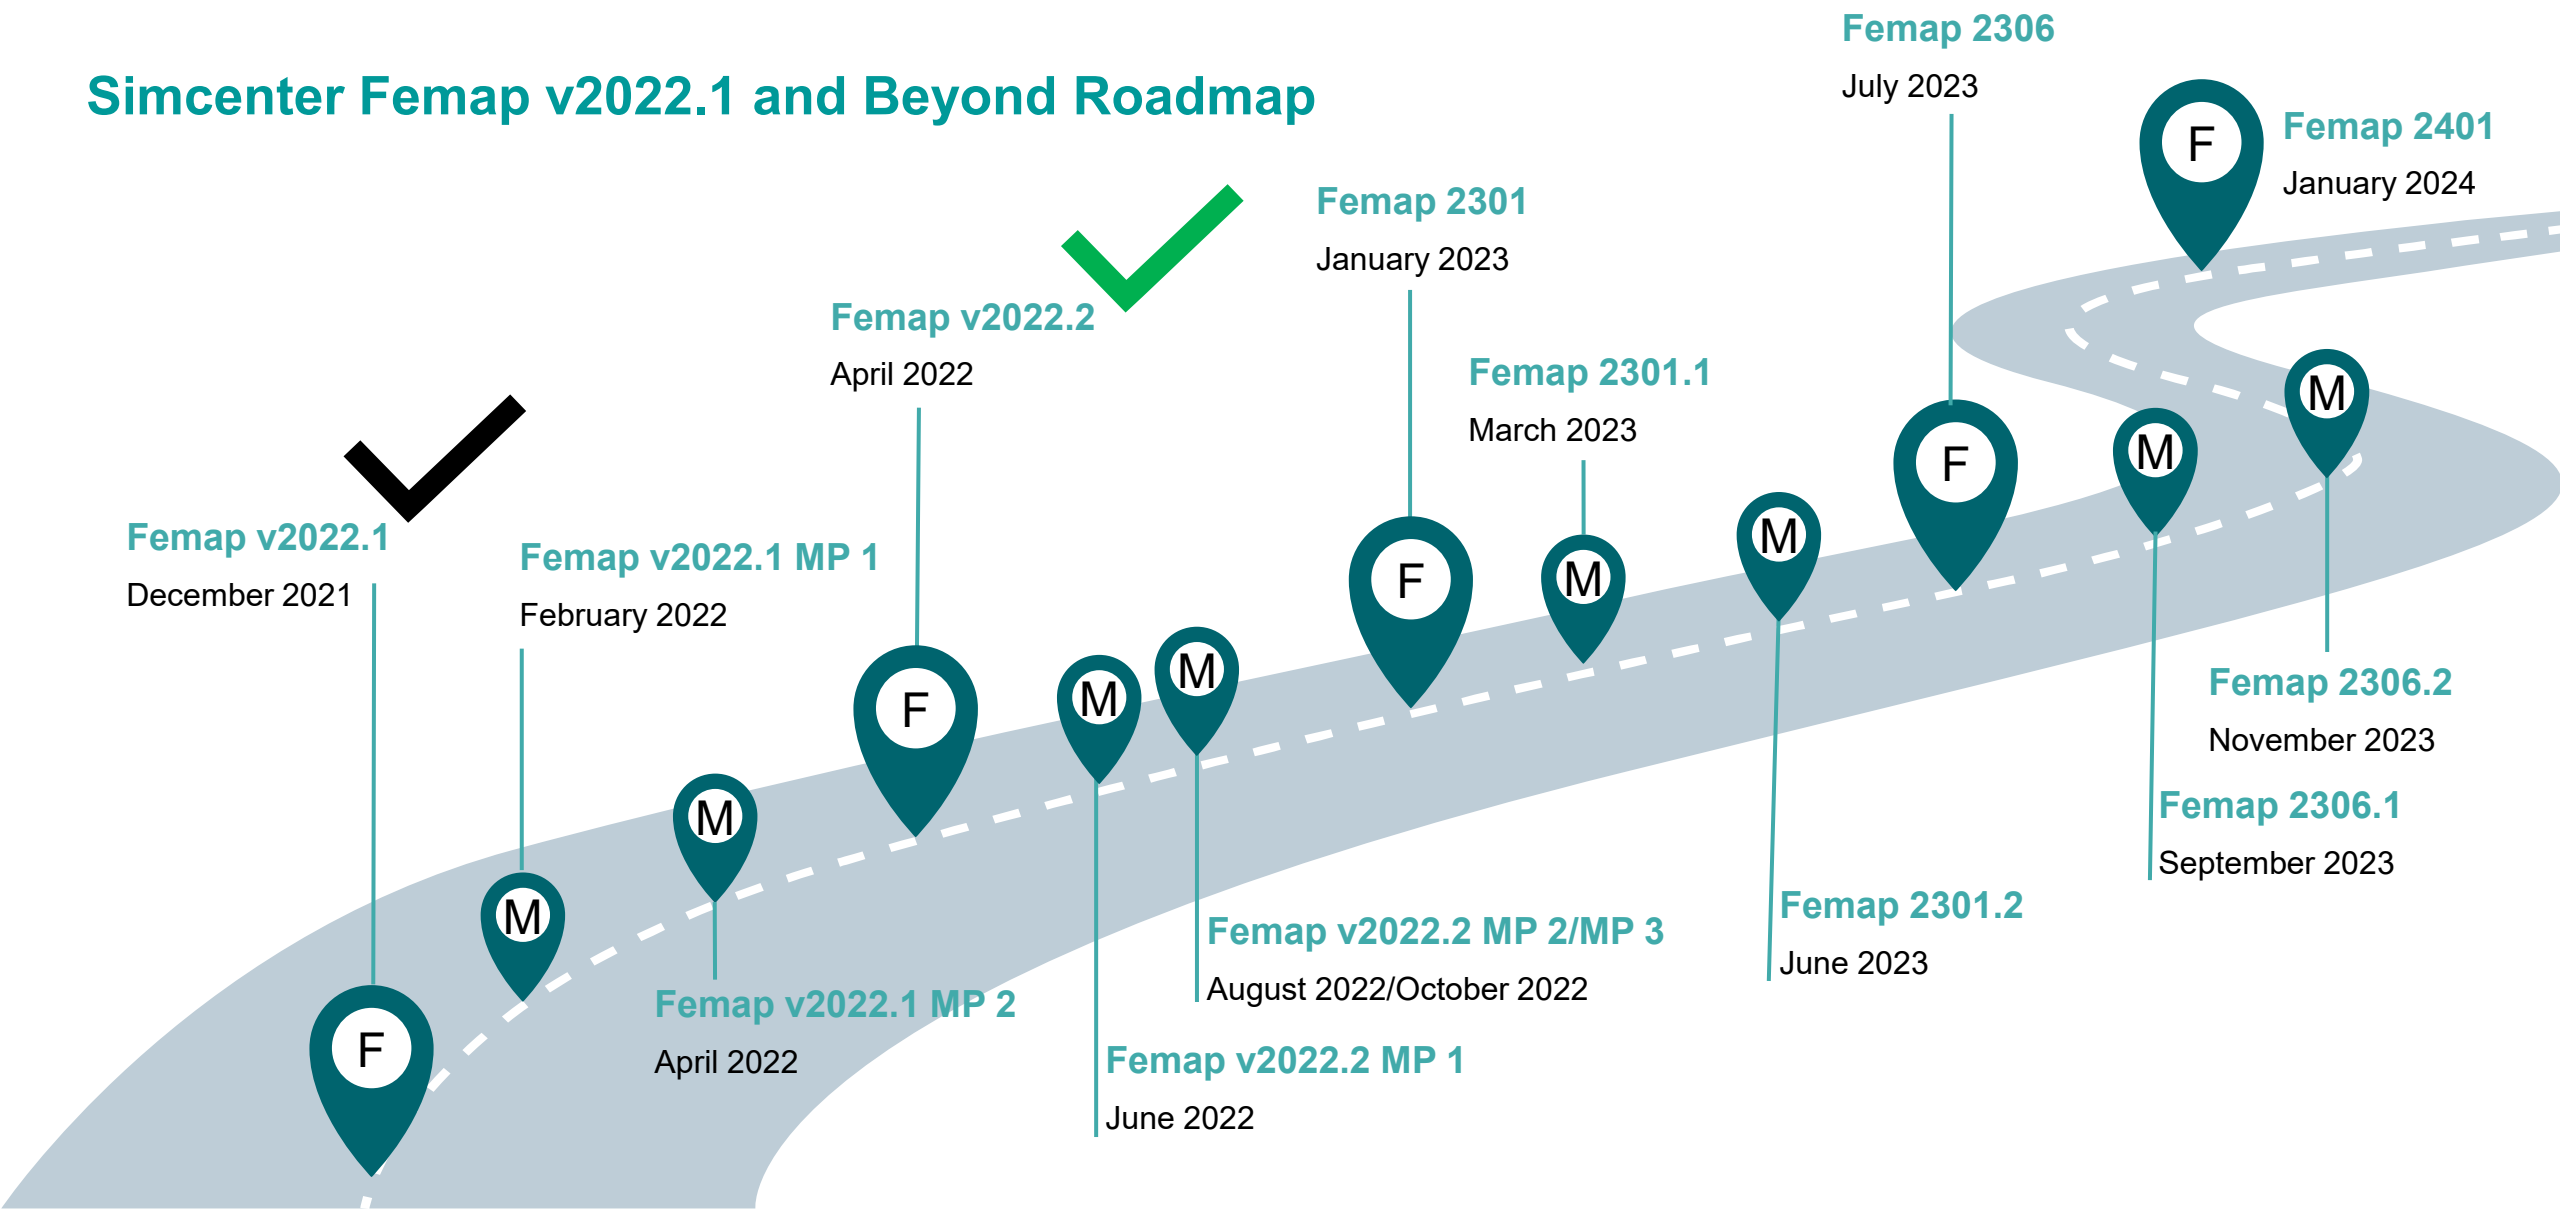 Simcenter Femap v2022.1 and Beyond Roadmap
Femap v2022.1
December 2021
F
Femap v2022.1 MP 1
February 2022
M
M
Femap v2022.1 MP 2
April 2022
Femap v2022.2
April 2022
F
M
Femap v2022.2 MP 1
June 2022
M
Femap v2022.2 MP 2/MP 3
August 2022/October 2022
Femap 2301
January 2023
F
Femap 2301.1
March 2023
M
M
Femap 2301.2
June 2023
Femap 2306
July 2023
F
M
Femap 2306.1
September 2023
M
Femap 2306.2
November 2023
F
Femap 2401
January 2024